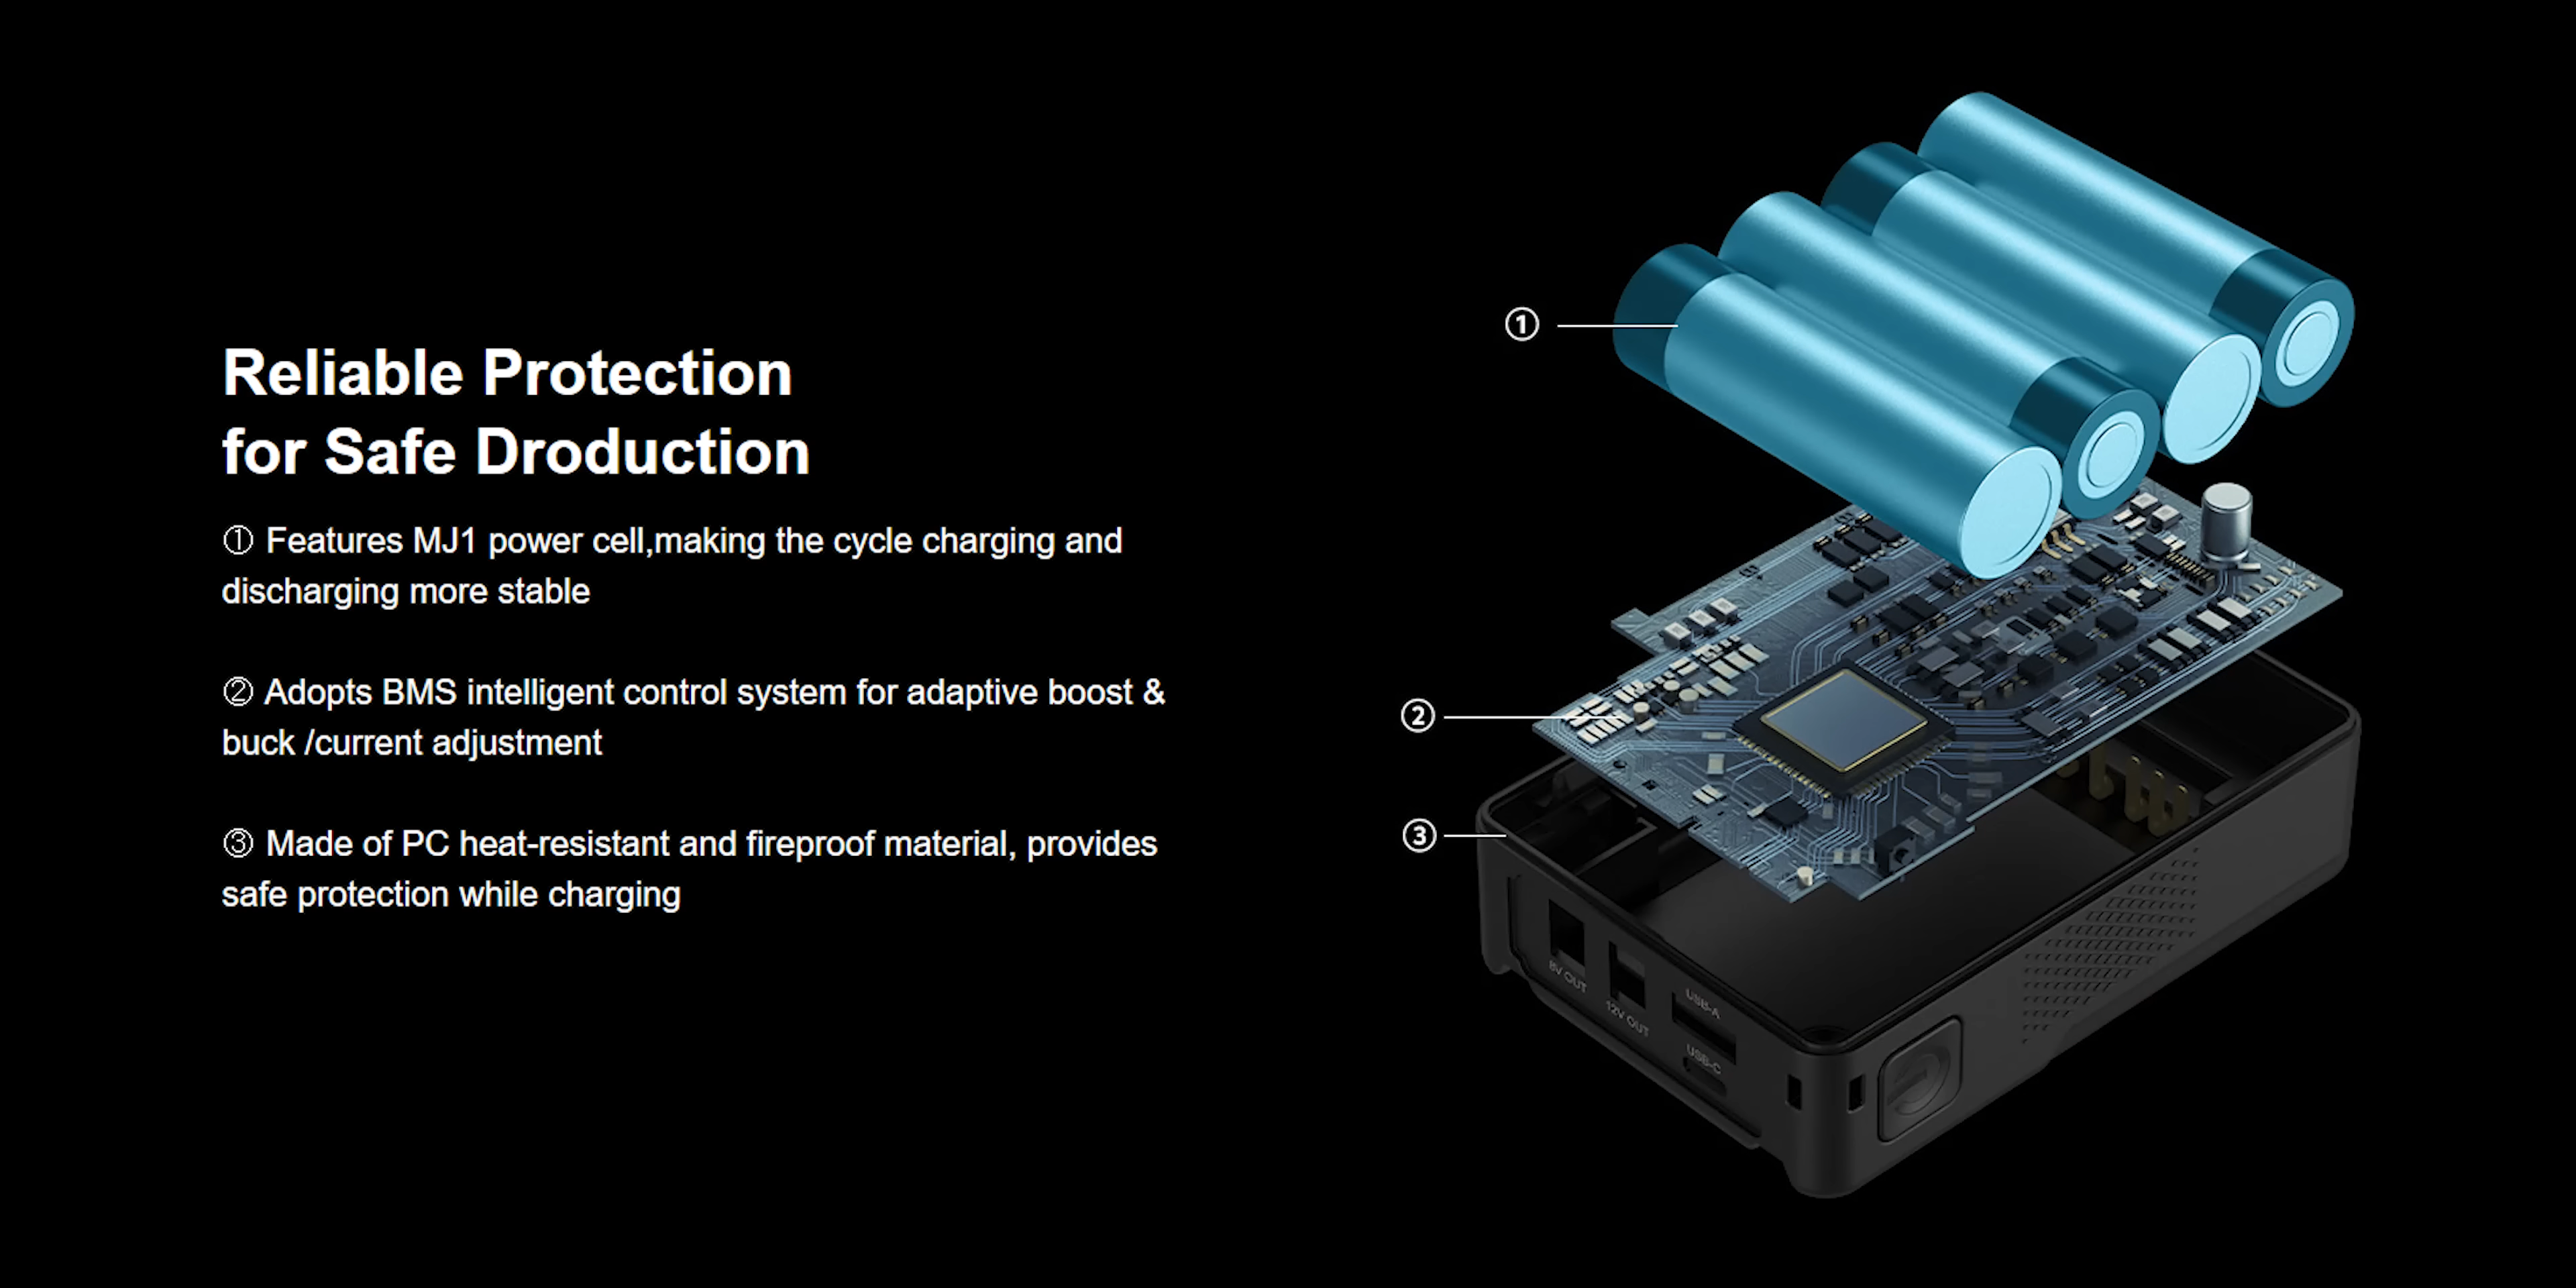 Reliable Protection
for Safe Droduction
① Features MJ1 power cell,making the cycle charging and
discharging more stable
② Adopts BMS intelligent control system for adaptive boost &
buck /current adjustment
③ Made of PC heat-resistant and fireproof material, provides
safe protection while charging
①
②
③
8V OUT
12V OUT
USB-A
USB-C